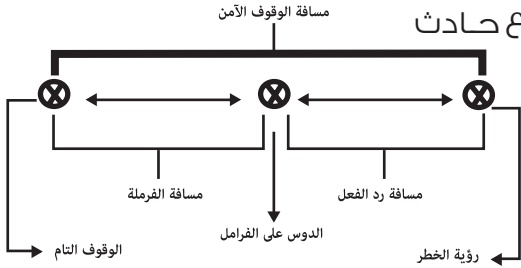 مسافة الوقوف الآمن
ع حادث
مسافة رد الفعل
مسافة الفرملة
الدوس على الفرامل
رؤية الخطر
الوقوف التام